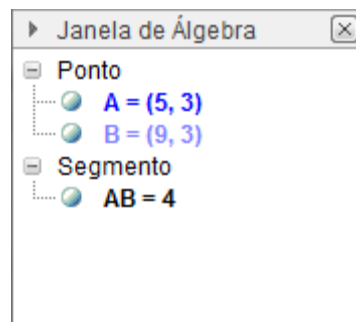 Janela de Álgebra
Ponto
A = (5, 3)
B = (9, 3)
Segmento
AB = 4